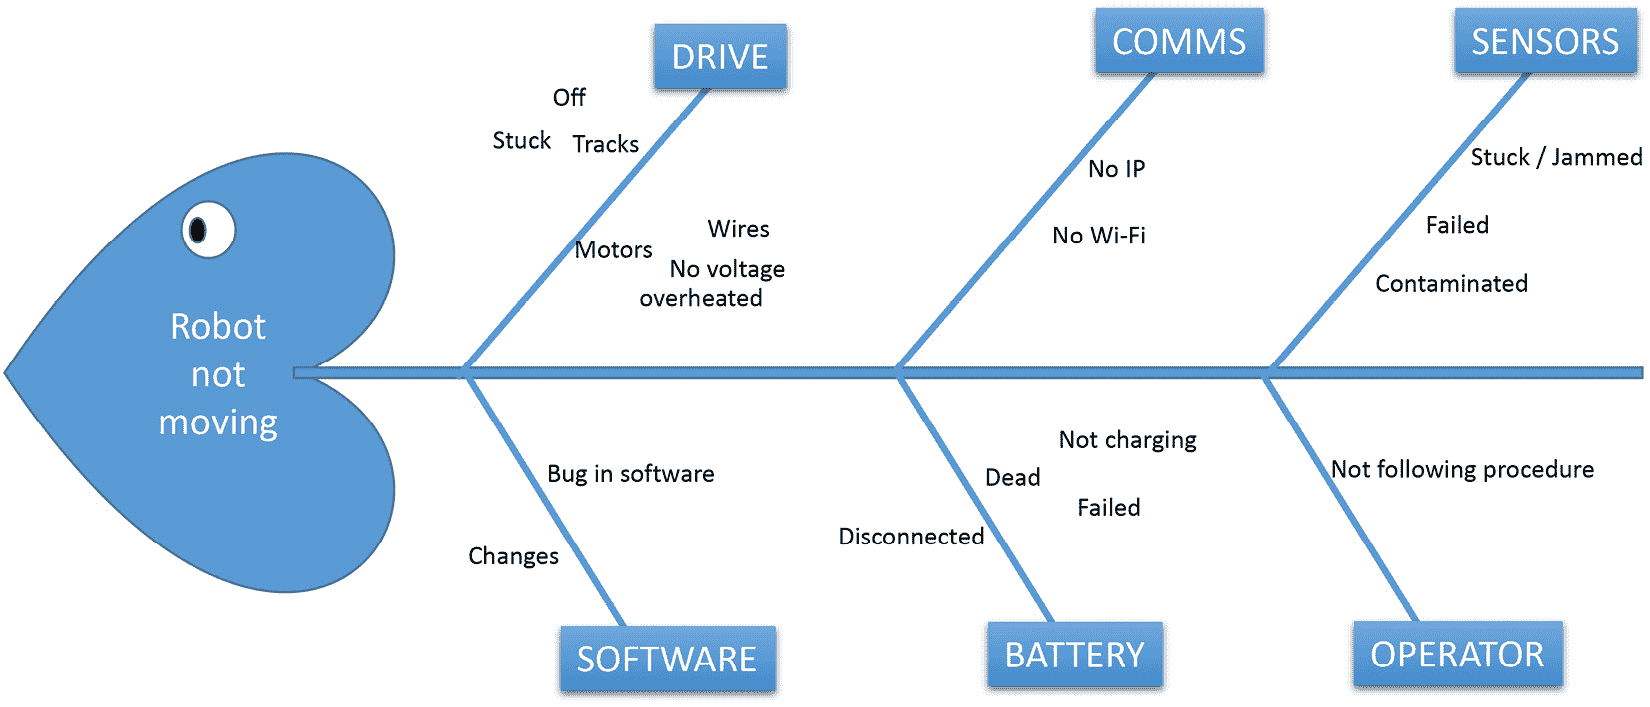 DRIVE
COMMS
SENSORS
Off
Stuck
Tracks
Motors
Wires
No voltage
overheated
No IP
No Wi-Fi
Stuck / Jammed
Failed
Contaminated
Robot
not
moving
Bug in software
Changes
Not charging
Dead
Failed
Disconnected
Not following procedure
SOFTWARE
BATTERY
OPERATOR